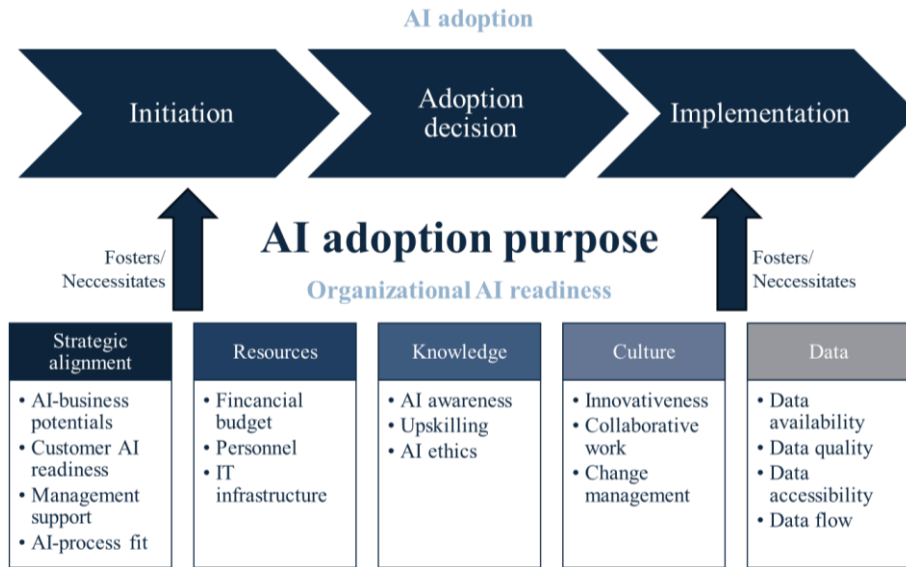 AI adoption
Initiation
Adoption
decision
Implementation
Fosters/
Neccessitates
AI adoption purpose
Organizational AI readiness
Fosters/
Neccessitates
Strategic
alignment
• AI-business
potentials
• Customer AI
readiness
• Management
support
• AI-process fit
Resources
• Fincancial
budget
• Personnel
• IT
infrastructure
Knowledge
• AI awareness
• Upskilling
• AI ethics
Culture
• Innovativeness
• Collaborative
work
• Change
management
Data
• Data
availability
• Data quality
• Data
accessibility
• Data flow